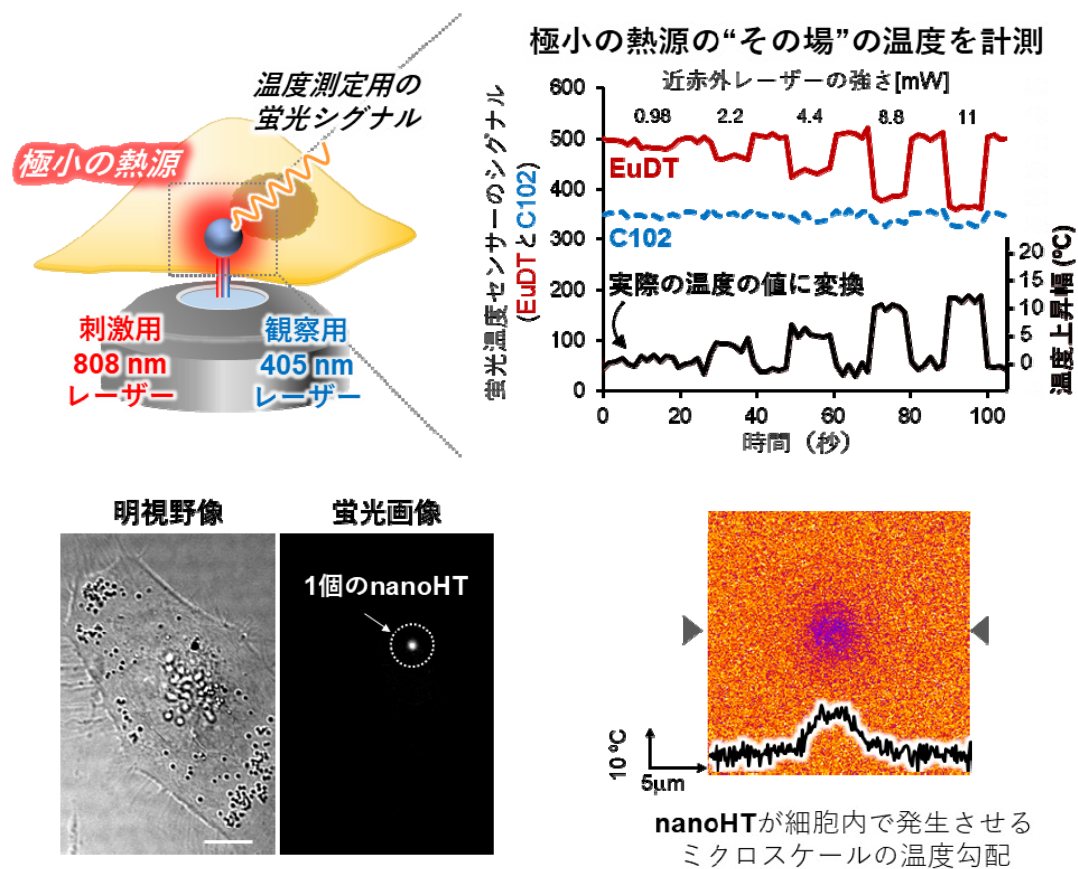 温度測定用の
蛍光シグナル
極小の熱源
刺激用
808 nm
レーザー
観察用
405 nm
レーザー
極小の熱源の“その場”の温度を計測
近赤外レーザーの強さ[mW]
0.98
2.2
4.4
8.8
11
蛍光温度センサーのシグナル
(EuDTとC102)
600
500
400
300
200
100
0
EuDT
C102
実際の温度の値に変換
20
15
10
5
0
温度上昇幅 (ºC)
0
20
40
60
80
100
時間（秒）
明視野像
蛍光画像
1個のnanoHT
10 ºC
5μm
nanoHTが細胞内で発生させる
ミクロスケールの温度勾配